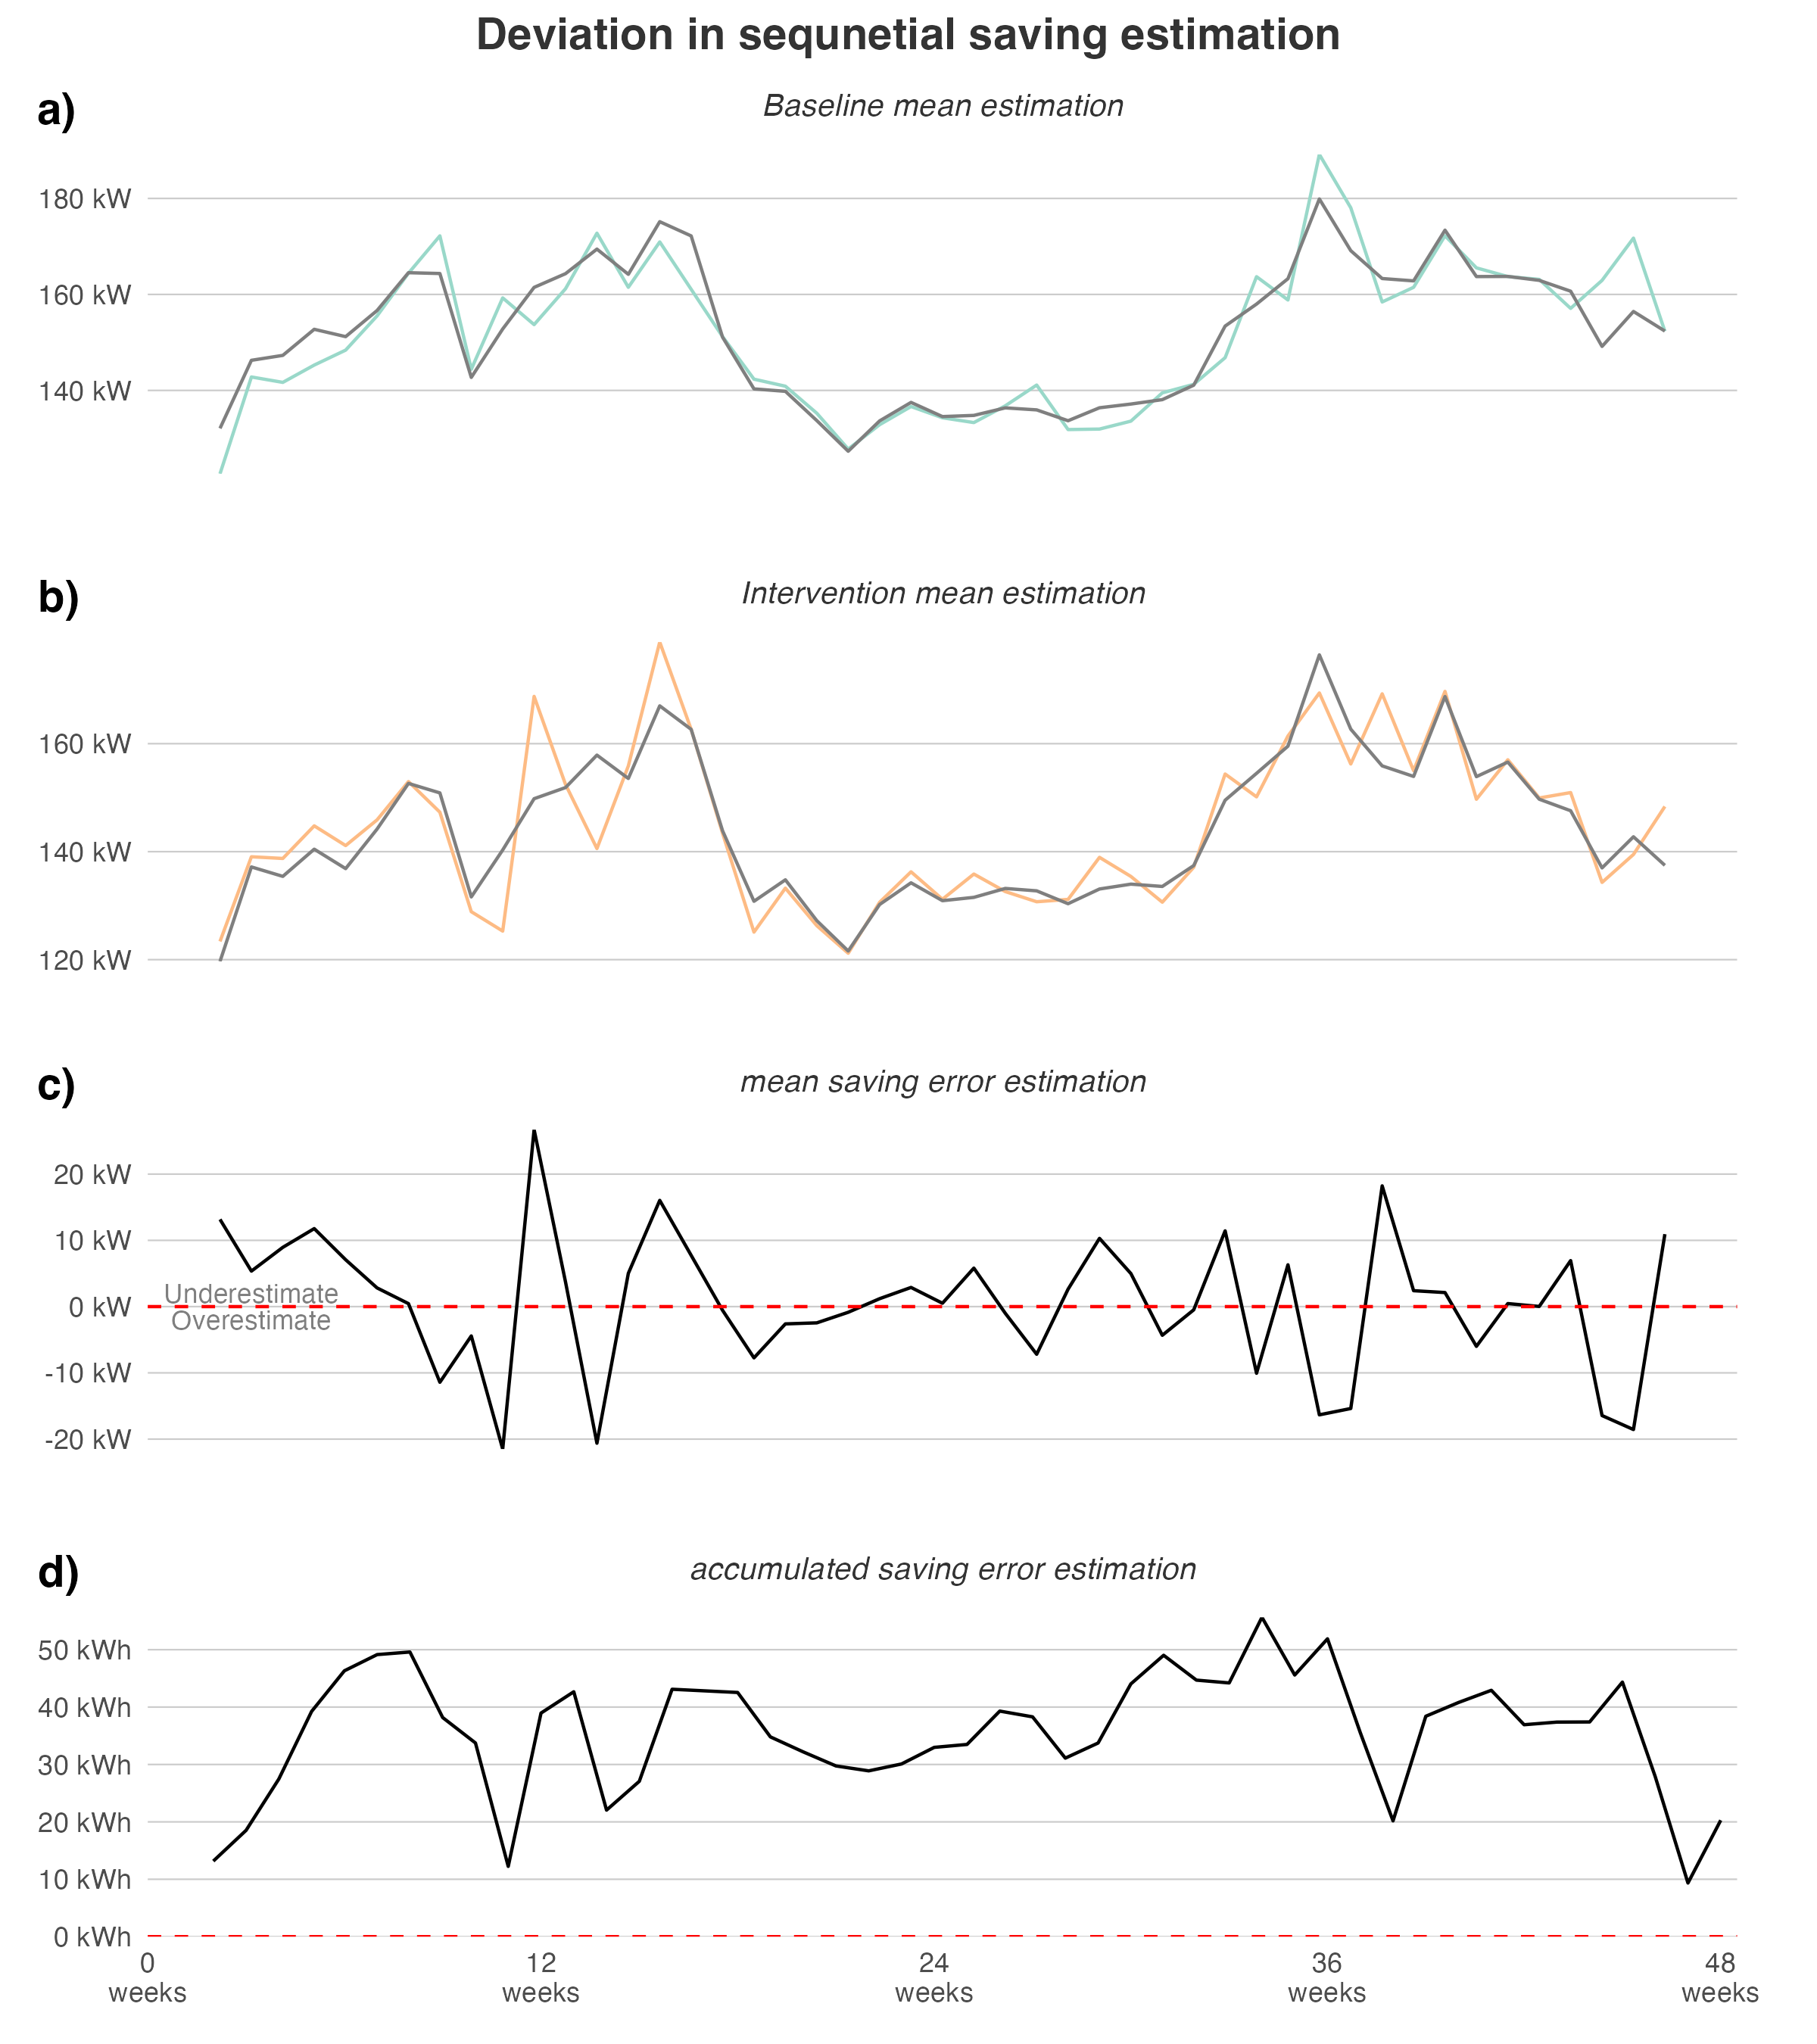 Deviation in sequnetial saving estimation
a)
Baseline mean estimation
180 kW
160 kW
140 kW
b)
Intervention mean estimation
160 kW
140 kW
120 kW
c)
mean saving error estimation
20 kW
10 kW
Underestimate
0 kW
Overestimate
-10 kW
-20 kW
d)
accumulated saving error estimation
50 kWh
40 kWh
30 kWh
20 kWh
10 kWh
0 kWh
0 12 24 36 48
weeks weeks weeks weeks weeks